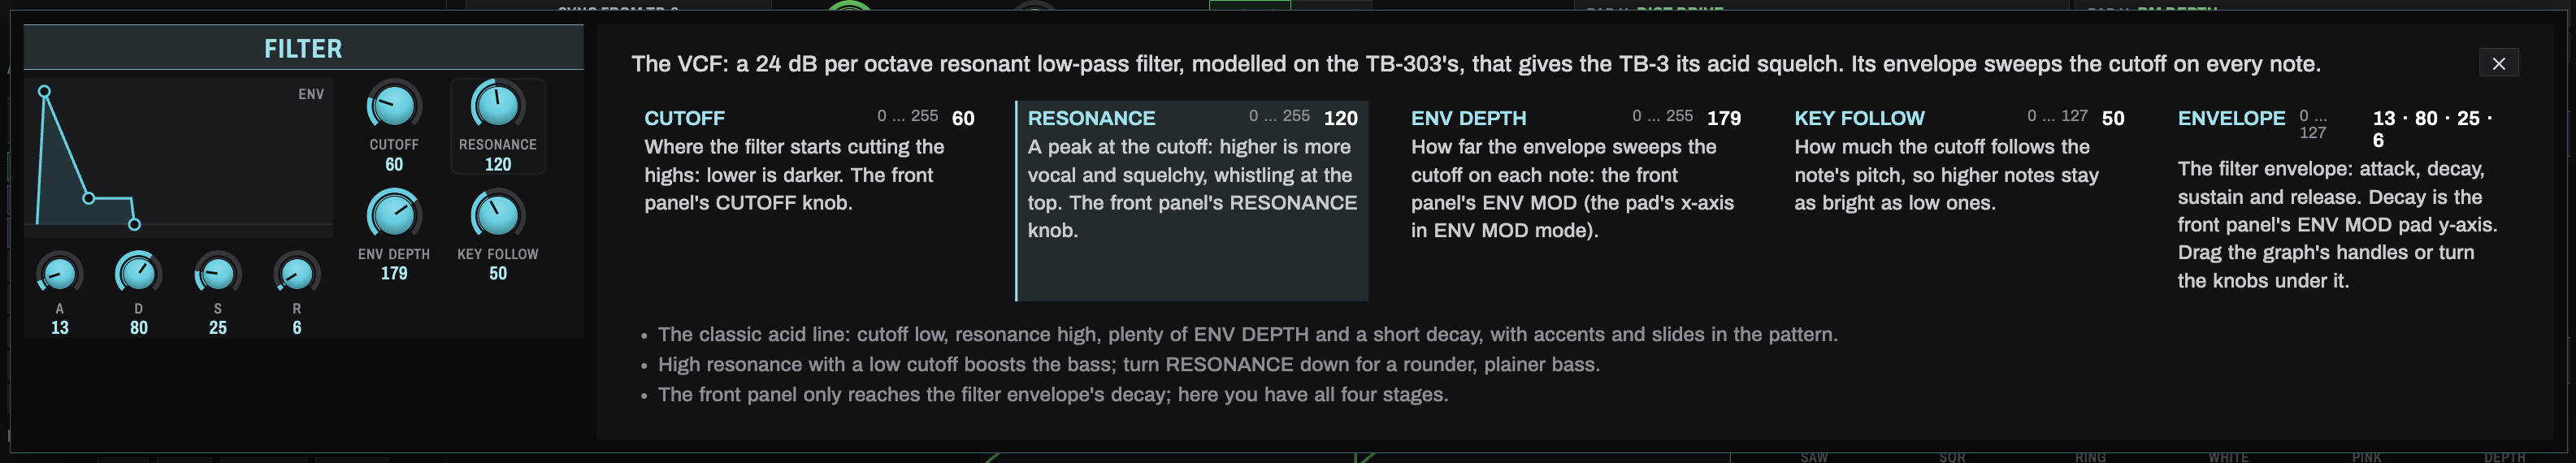 SYNC FROM TB-3
PAD X DIST DRIVE
PAD X PM DEPTH
FILTER
ENV
CUTOFF
60
RESONANCE
120
ENV DEPTH
179
KEY FOLLOW
50
A
13
D
80
S
25
R
6
The VCF: a 24 dB per octave resonant low-pass filter, modelled on the TB-303's, that gives the TB-3 its acid squelch. Its envelope sweeps the cutoff on every note.
×
CUTOFF 0 ... 255 60
Where the filter starts cutting the
highs: lower is darker. The front
panel's CUTOFF knob.
RESONANCE 0 ... 255 120
A peak at the cutoff: higher is more
vocal and squelchy, whistling at the
top. The front panel's RESONANCE
knob.
ENV DEPTH 0 ... 255 179
How far the envelope sweeps the
cutoff on each note: the front
panel's ENV MOD (the pad's x-axis
in ENV MOD mode).
KEY FOLLOW 0 ... 127 50
How much the cutoff follows the
note's pitch, so higher notes stay
as bright as low ones.
ENVELOPE 0 ...
127
13 · 80 · 25 ·
6
The filter envelope: attack, decay,
sustain and release. Decay is the
front panel's ENV MOD pad y-axis.
Drag the graph's handles or turn
the knobs under it.
• The classic acid line: cutoff low, resonance high, plenty of ENV DEPTH and a short decay, with accents and slides in the pattern.
• High resonance with a low cutoff boosts the bass; turn RESONANCE down for a rounder, plainer bass.
• The front panel only reaches the filter envelope's decay; here you have all four stages.
SAW SQR RING WHITE PINK DEPTH